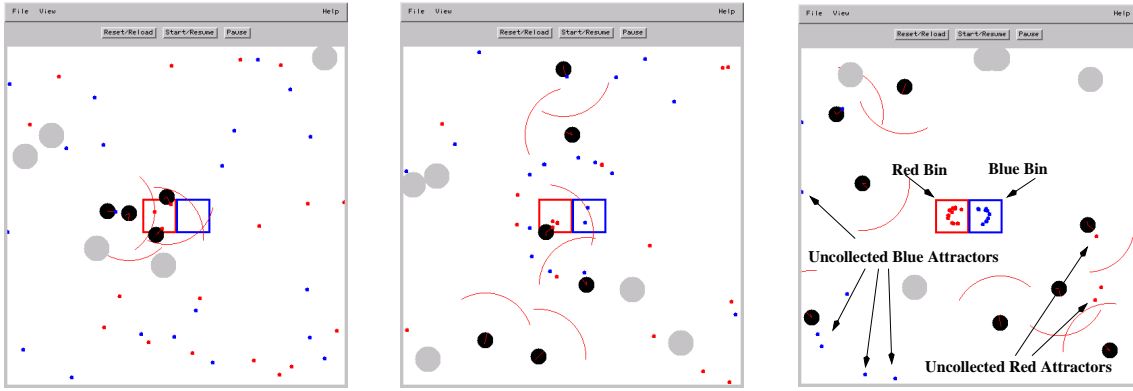 File View Help
Reset/Reload Start/Resume Pause
File View Help
Reset/Reload Start/Resume Pause
File View Help
Reset/Reload Start/Resume Pause
Red Bin Blue Bin
Uncollected Blue Attractors
Uncollected Red Attractors